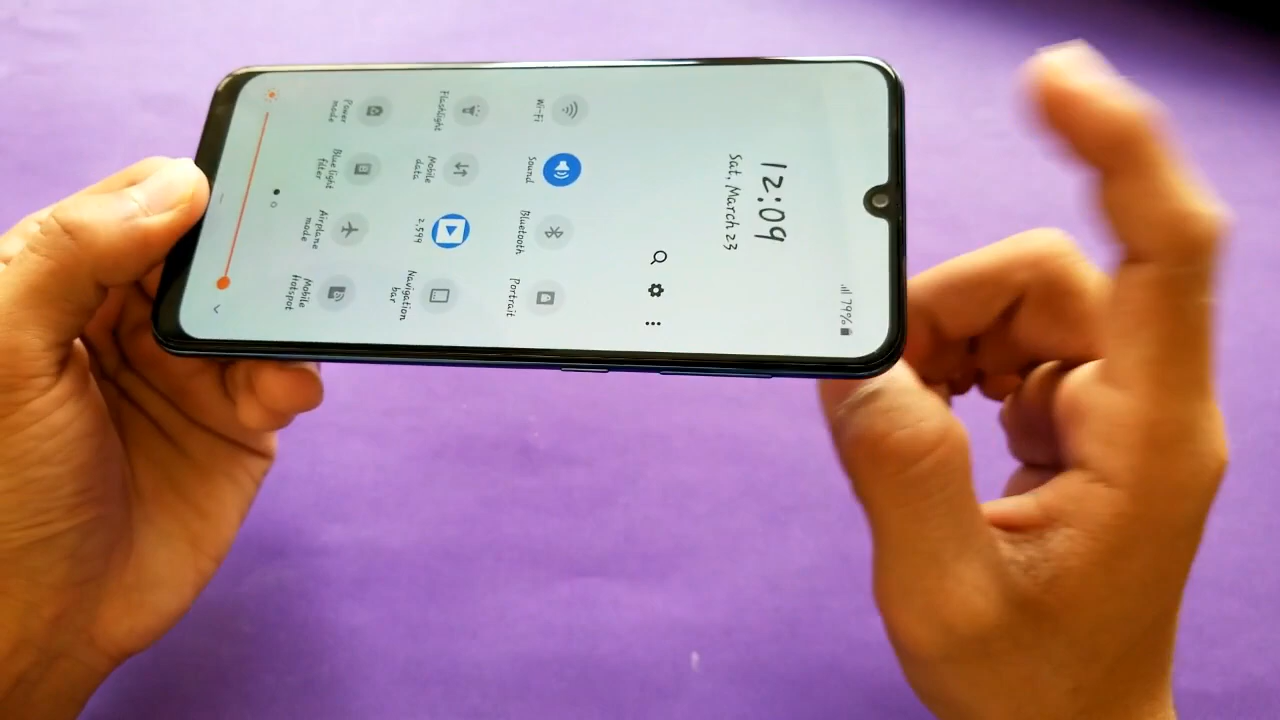 79%
12:09
Sat, March 23
Wi-Fi
Sound
Bluetooth
Portrait
Flashlight
Mobile
data
2,599
Navigation
bar
Power
mode
Blue light
filter
Airplane
mode
Mobile
Hotspot